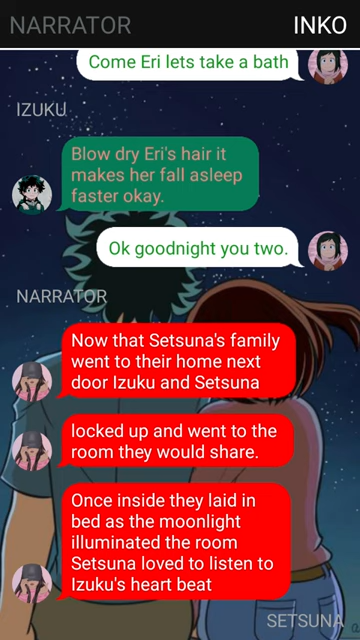 NARRATOR INKO
Come Eri lets take a bath
IZUKU
Blow dry Eri's hair it
makes her fall asleep
faster okay.
Ok goodnight you two.
NARRATOR
Now that Setsuna's family
went to their home next
door Izuku and Setsuna
locked up and went to the
room they would share.
Once inside they laid in
bed as the moonlight
illuminated the room
Setsuna loved to listen to
Izuku's heart beat
SETSUNA